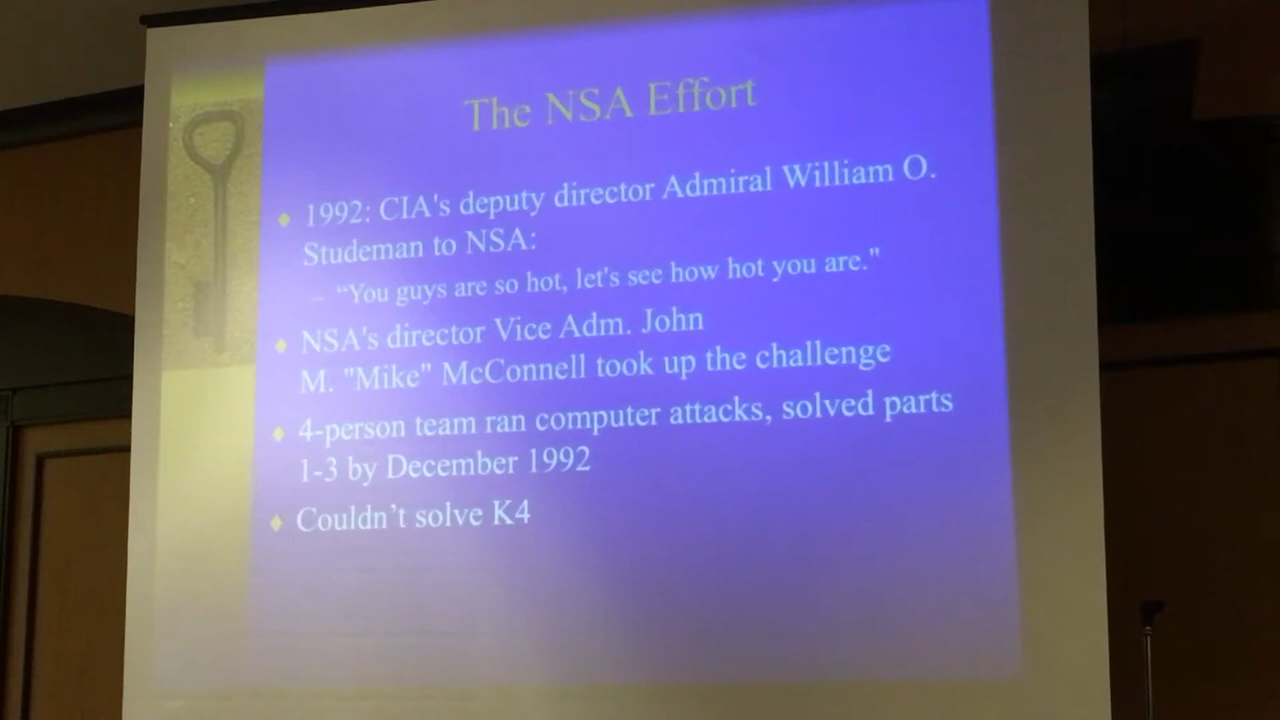 The NSA Effort
1992: CIA's deputy director Admiral William O.
Studeman to NSA:
– “You guys are so hot, let's see how hot you are."
NSA's director Vice Adm. John
M. "Mike" McConnell took up the challenge
4-person team ran computer attacks, solved parts
1-3 by December 1992
Couldn’t solve K4